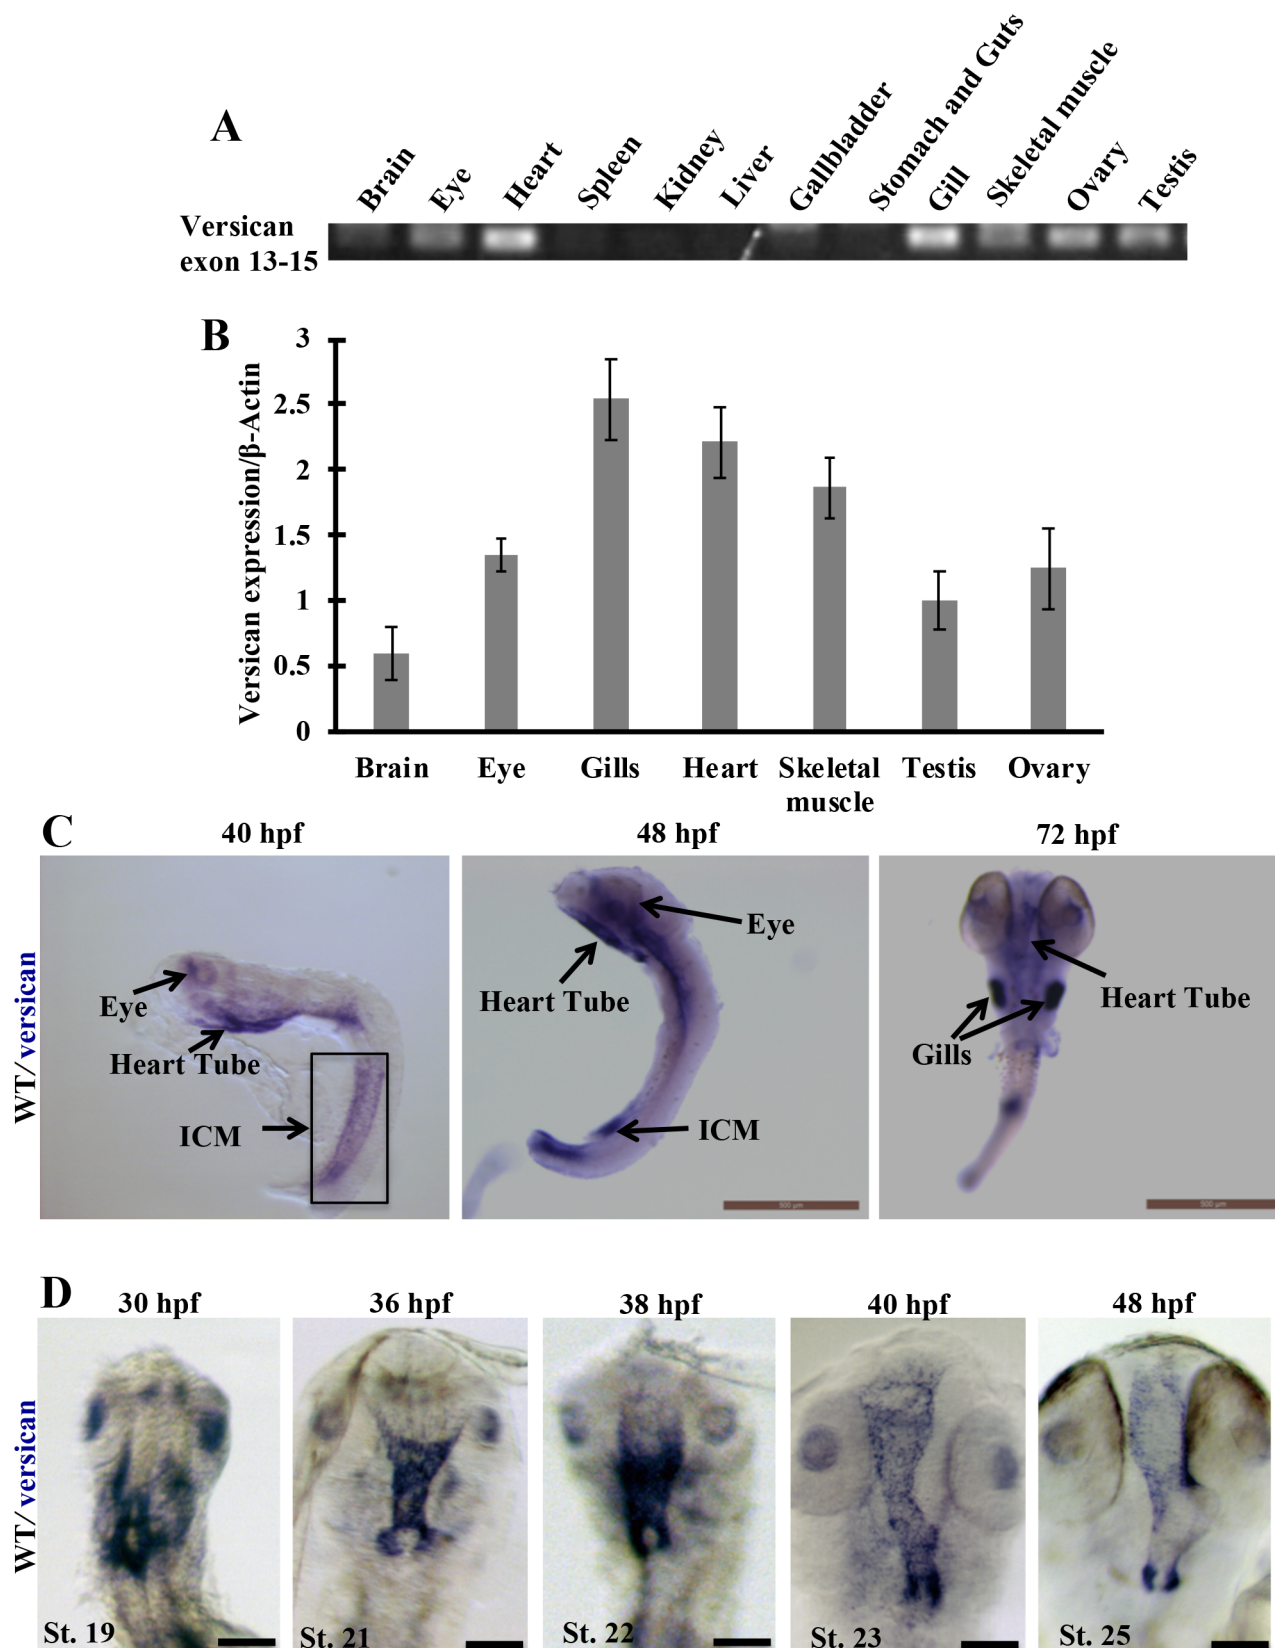 A
Brain
Eye
Heart
Spleen
Kidney
Liver
Gallbladder
Stomach and Guts
Gill
Skeletal muscle
Ovary
Testis
Versican
exon 13-15
B
Versican expression/β-Actin
3
2.5
2
1.5
1
0.5
0
Brain
Eye
Gills
Heart
Skeletal
muscle
Testis
Ovary
C
40 hpf
48 hpf
72 hpf
WT/ versican
Eye
Heart Tube
ICM
Eye
Heart Tube
ICM
500 µm
Heart Tube
Gills
500 µm
D
30 hpf
36 hpf
38 hpf
40 hpf
48 hpf
WT/ versican
St. 19
St. 21
St. 22
St. 23
St. 25